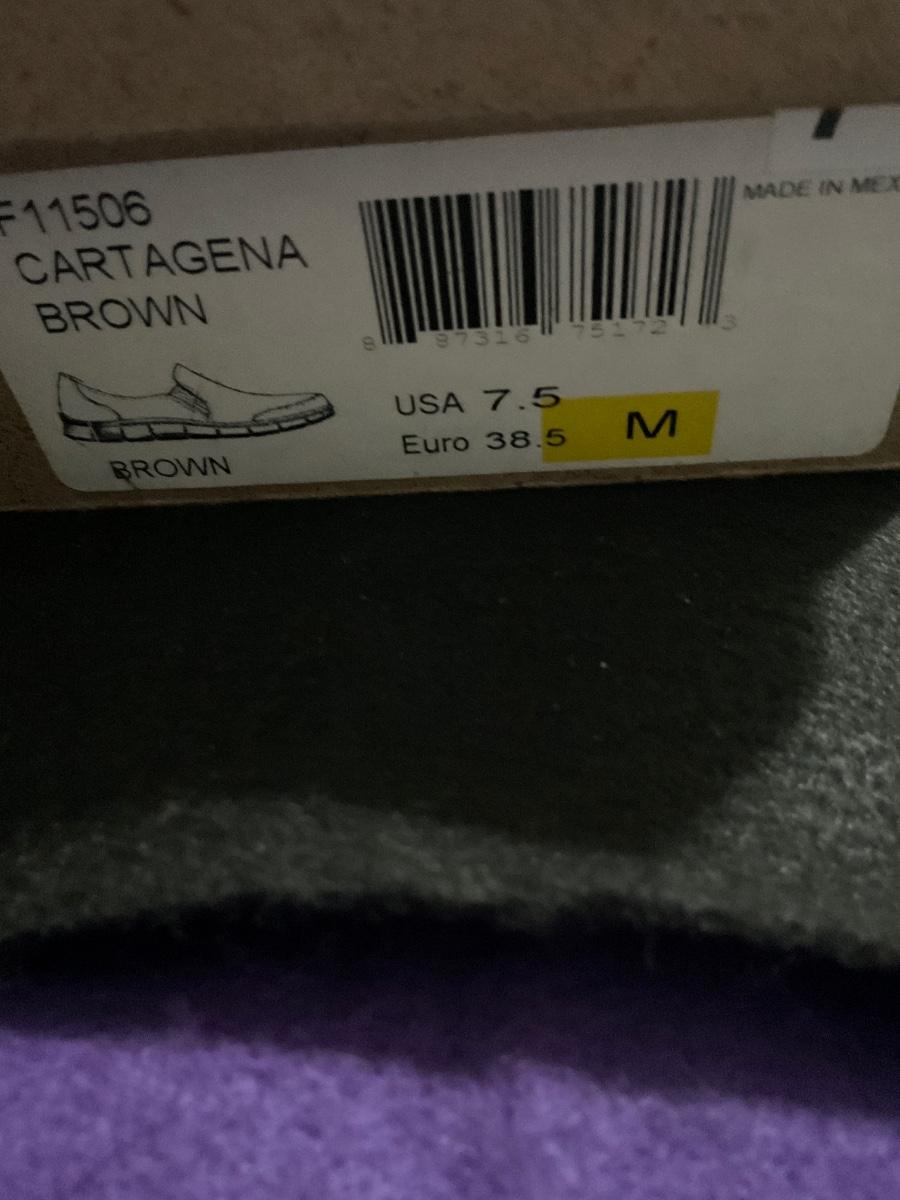 F11506
CARTAGENA
BROWN
BROWN
8 87316 75172 3
USA 7.5
Euro 38.5
M
MADE IN MEX